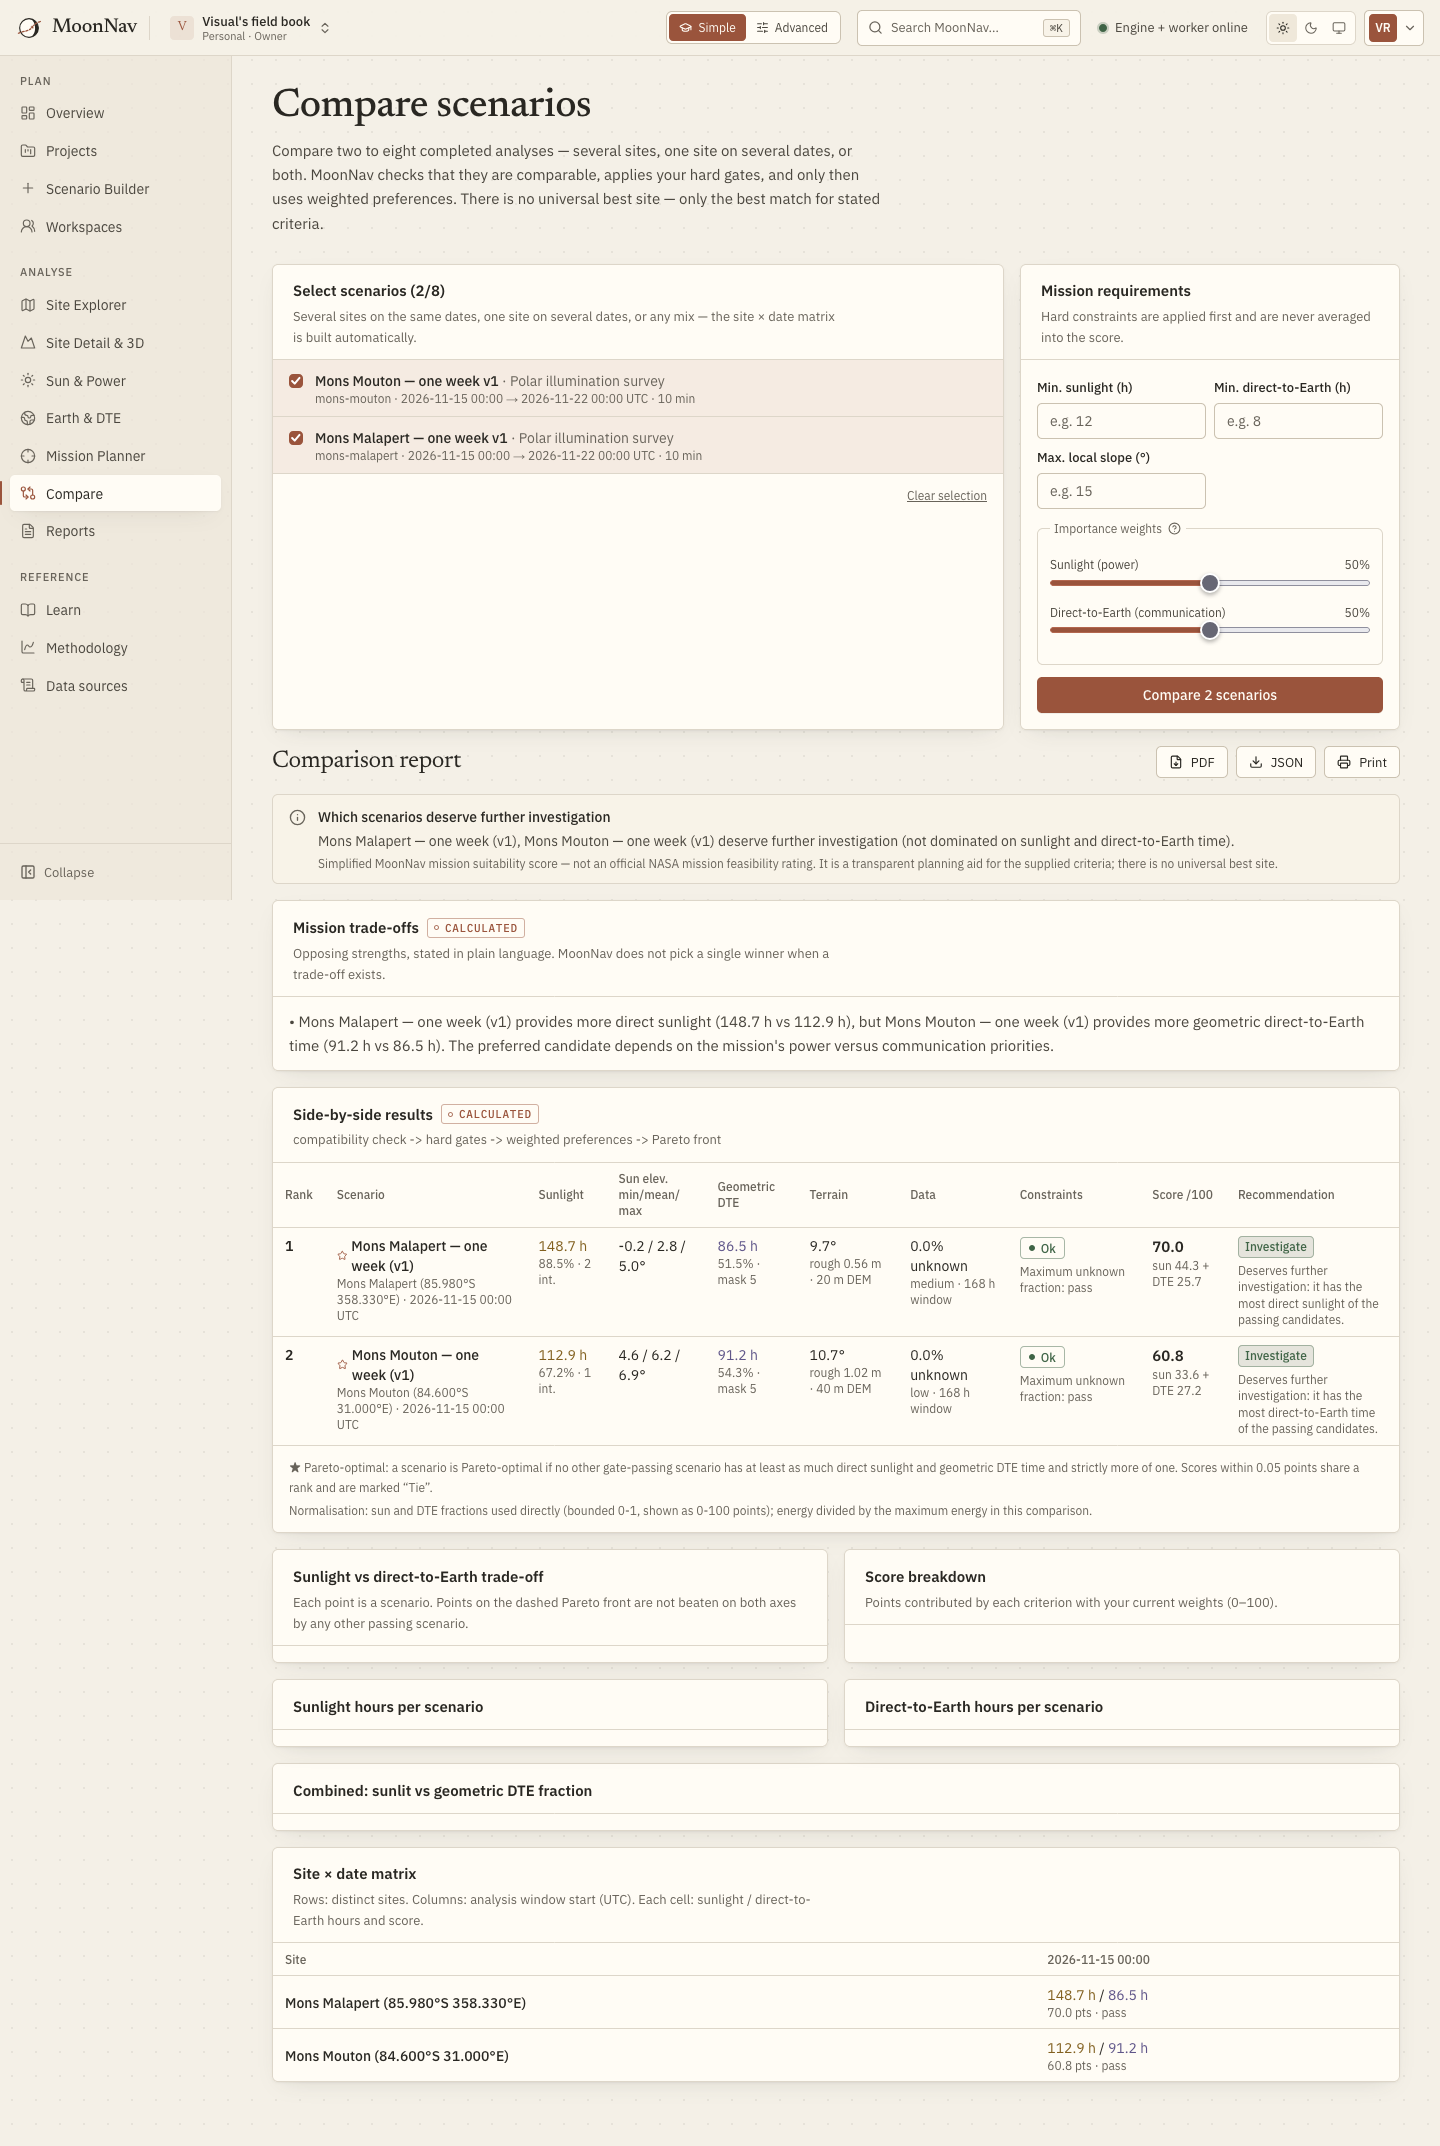 MoonNav
V
Visual's field book
Personal · Owner
Simple
Advanced
Search MoonNav...
⌘K
Engine + worker online
VR
PLAN
Overview
Projects
Scenario Builder
Workspaces
ANALYSE
Site Explorer
Site Detail & 3D
Sun & Power
Earth & DTE
Mission Planner
Compare
Reports
REFERENCE
Learn
Methodology
Data sources
Collapse
Compare scenarios
Compare two to eight completed analyses — several sites, one site on several dates, or
both. MoonNav checks that they are comparable, applies your hard gates, and only then
uses weighted preferences. There is no universal best site — only the best match for stated
criteria.
Select scenarios (2/8)
Several sites on the same dates, one site on several dates, or any mix — the site × date matrix
is built automatically.
Mons Mouton — one week v1 · Polar illumination survey
mons-mouton · 2026-11-15 00:00 → 2026-11-22 00:00 UTC · 10 min
Mons Malapert — one week v1 · Polar illumination survey
mons-malapert · 2026-11-15 00:00 → 2026-11-22 00:00 UTC · 10 min
Clear selection
Mission requirements
Hard constraints are applied first and are never averaged
into the score.
Min. sunlight (h)
Min. direct-to-Earth (h)
e.g. 12
e.g. 8
Max. local slope (°)
e.g. 15
Importance weights
Sunlight (power) 50%
Direct-to-Earth (communication) 50%
Compare 2 scenarios
Comparison report
PDF
JSON
Print
Which scenarios deserve further investigation
Mons Malapert — one week (v1), Mons Mouton — one week (v1) deserve further investigation (not dominated on sunlight and direct-to-Earth time).
Simplified MoonNav mission suitability score — not an official NASA mission feasibility rating. It is a transparent planning aid for the supplied criteria; there is no universal best site.
Mission trade-offs CALCULATED
Opposing strengths, stated in plain language. MoonNav does not pick a single winner when a
trade-off exists.
• Mons Malapert — one week (v1) provides more direct sunlight (148.7 h vs 112.9 h), but Mons Mouton — one week (v1) provides more geometric direct-to-Earth
time (91.2 h vs 86.5 h). The preferred candidate depends on the mission's power versus communication priorities.
Side-by-side results CALCULATED
compatibility check -> hard gates -> weighted preferences -> Pareto front
Rank
Scenario
Sunlight
Sun elev.
min/mean/
max
Geometric
DTE
Terrain
Data
Constraints
Score /100
Recommendation
1
Mons Malapert — one
week (v1)
Mons Malapert (85.980°S
358.330°E) · 2026-11-15 00:00
UTC
148.7 h
88.5% · 2
int.
-0.2 / 2.8 /
5.0°
86.5 h
51.5% ·
mask 5
9.7°
rough 0.56 m
· 20 m DEM
0.0%
unknown
medium · 168 h
window
Ok
Maximum unknown
fraction: pass
70.0
sun 44.3 +
DTE 25.7
Investigate
Deserves further
investigation: it has the
most direct sunlight of the
passing candidates.
2
Mons Mouton — one
week (v1)
Mons Mouton (84.600°S
31.000°E) · 2026-11-15 00:00
UTC
112.9 h
67.2% · 1
int.
4.6 / 6.2 /
6.9°
91.2 h
54.3% ·
mask 5
10.7°
rough 1.02 m
· 40 m DEM
0.0%
unknown
low · 168 h
window
Ok
Maximum unknown
fraction: pass
60.8
sun 33.6 +
DTE 27.2
Investigate
Deserves further
investigation: it has the
most direct-to-Earth time
of the passing candidates.
★ Pareto-optimal: a scenario is Pareto-optimal if no other gate-passing scenario has at least as much direct sunlight and geometric DTE time and strictly more of one. Scores within 0.05 points share a
rank and are marked “Tie”.
Normalisation: sun and DTE fractions used directly (bounded 0-1, shown as 0-100 points); energy divided by the maximum energy in this comparison.
Sunlight vs direct-to-Earth trade-off
Each point is a scenario. Points on the dashed Pareto front are not beaten on both axes
by any other passing scenario.
Score breakdown
Points contributed by each criterion with your current weights (0–100).
Sunlight hours per scenario
Direct-to-Earth hours per scenario
Combined: sunlit vs geometric DTE fraction
Site × date matrix
Rows: distinct sites. Columns: analysis window start (UTC). Each cell: sunlight / direct-to-
Earth hours and score.
Site
2026-11-15 00:00
Mons Malapert (85.980°S 358.330°E)
148.7 h / 86.5 h
70.0 pts · pass
Mons Mouton (84.600°S 31.000°E)
112.9 h / 91.2 h
60.8 pts · pass